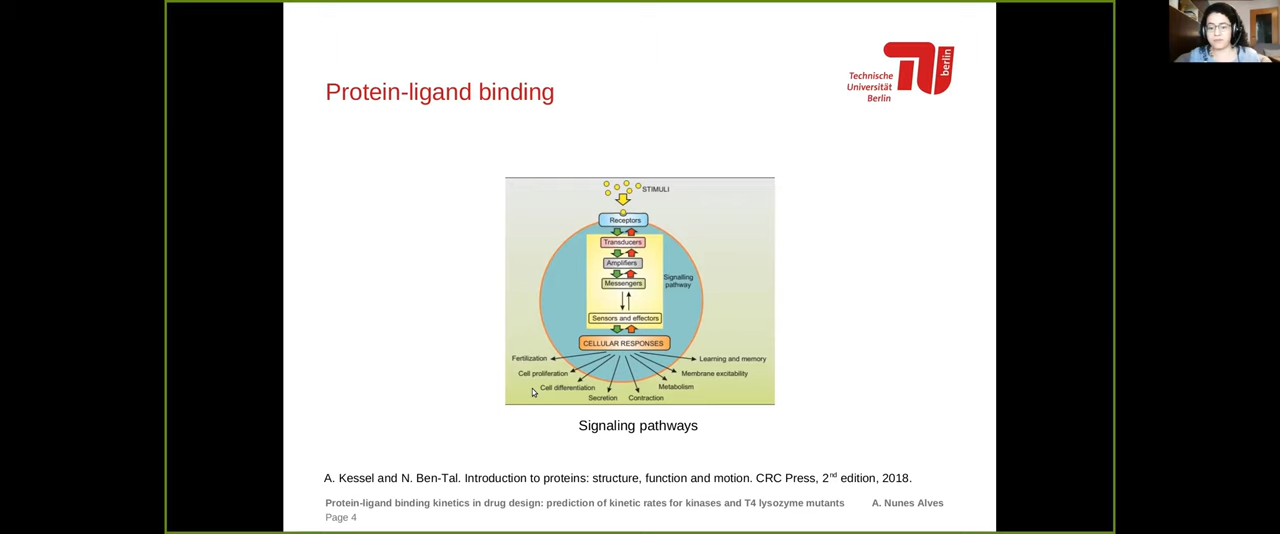 Protein-ligand binding
Technische
Universität
Berlin
berlin
STIMULI
Receptors
Transducers
Amplifiers
Messengers
Signalling
pathway
Sensors and effectors
CELLULAR RESPONSES
Fertilization
Learning and memory
Cell proliferation
Membrane excitability
Cell differentiation
Metabolism
Secretion
Contraction
Signaling pathways
A. Kessel and N. Ben-Tal. Introduction to proteins: structure, function and motion. CRC Press, 2nd edition, 2018.
Protein-ligand binding kinetics in drug design: prediction of kinetic rates for kinases and T4 lysozyme mutants A. Nunes Alves
Page 4